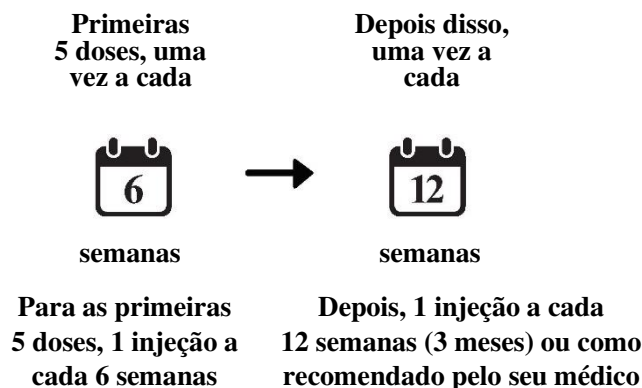 Primeiras
5 doses, uma
vez a cada
6
semanas
Para as primeiras
5 doses, 1 injeção a
cada 6 semanas
Depois disso,
uma vez a
cada
12
semanas
Depois, 1 injeção a cada
12 semanas (3 meses) ou como
recomendado pelo seu médico